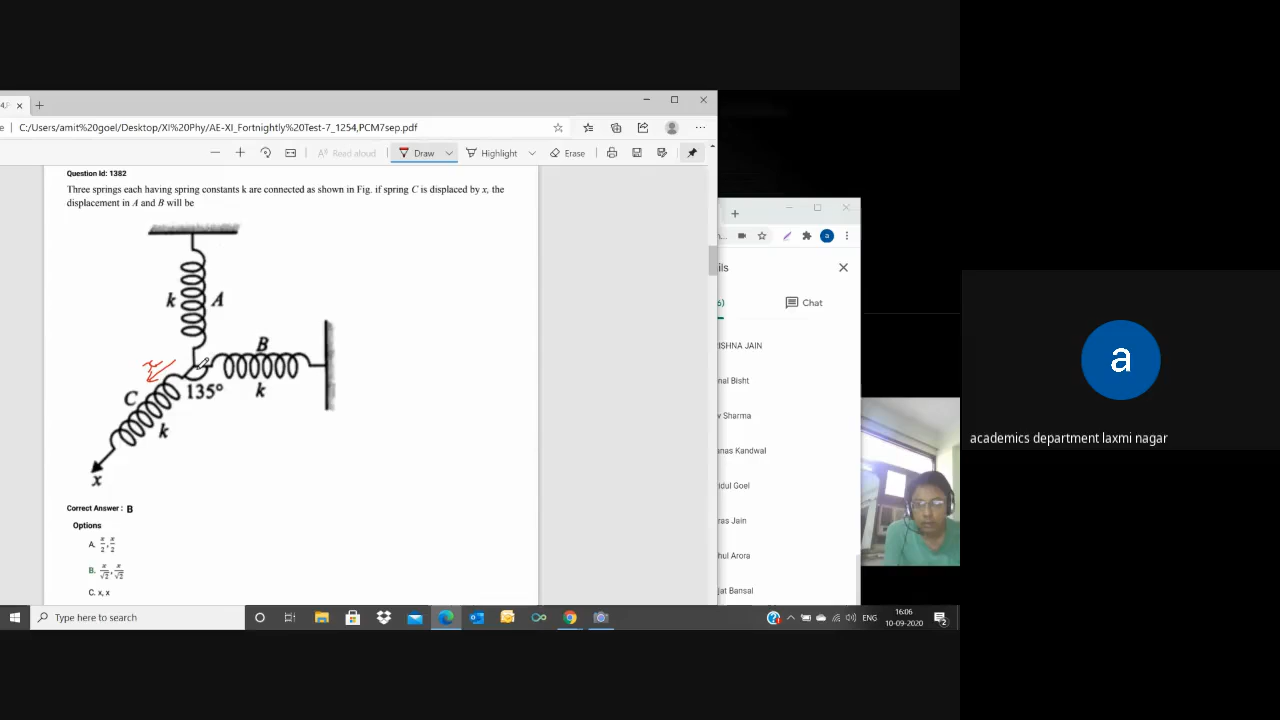 C:/Users/amit%20goel/Desktop/XI%20Phy/AE-XI_Fortnightly%20Test-7_1254,PCM7sep.pdf
Read aloud
Draw
Highlight
Erase
Question Id: 1382
Three springs each having spring constants k are connected as shown in Fig. if spring C is displaced by x, the
displacement in A and B will be
k A
B
135°
k
C
k
x
x
Correct Answer : B
Options
A. x/2, x/2
B. x/√2, x/√2
C. x, x
ils
6)
Chat
RISHNA JAIN
nal Bisht
v Sharma
unas Kandwal
idul Goel
ras Jain
hul Arora
jat Bansal
a
a
academics department laxmi nagar
Type here to search
ENG
16:06
10-09-2020
2